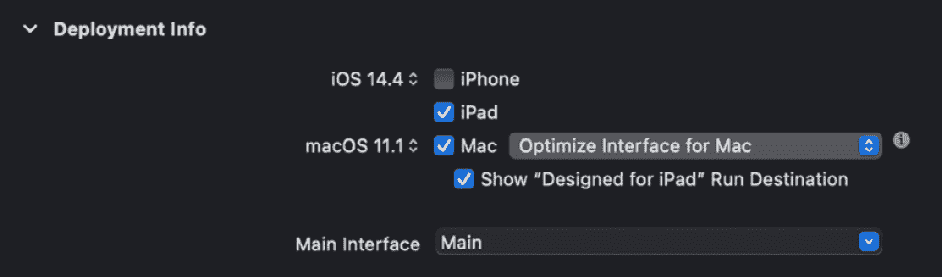 Deployment Info
iOS 14.4 iPhone
iPad
macOS 11.1 Mac Optimize Interface for Mac
Show “Designed for iPad” Run Destination
Main Interface Main